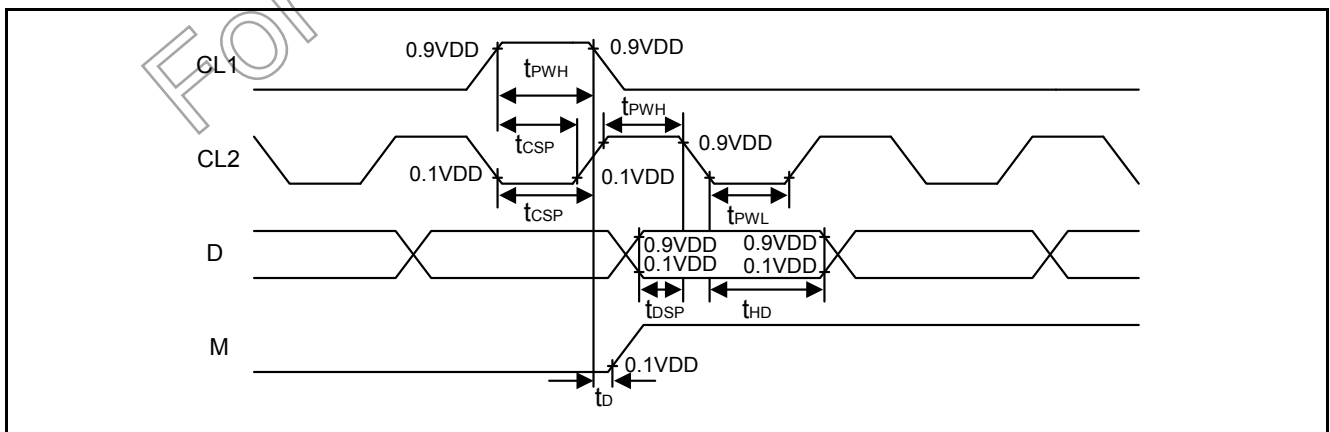 For
CL1
0.9VDD
0.9VDD
tPWH
tPWH
tCSP
CL2
0.9VDD
0.1VDD
0.1VDD
tCSP
tPWL
D
0.9VDD
0.9VDD
0.1VDD
0.1VDD
tDSP
tHD
M
0.1VDD
tD